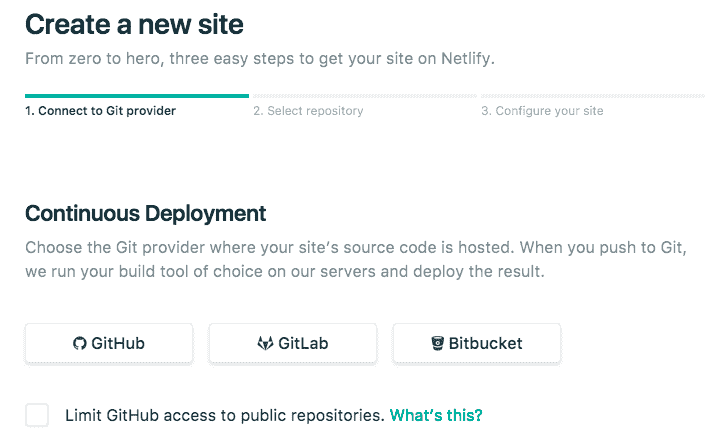 Create a new site
From zero to hero, three easy steps to get your site on Netlify.
1. Connect to Git provider
2. Select repository
3. Configure your site
Continuous Deployment
Choose the Git provider where your site’s source code is hosted. When you push to Git,
we run your build tool of choice on our servers and deploy the result.
GitHub
GitLab
Bitbucket
Limit GitHub access to public repositories. What’s this?